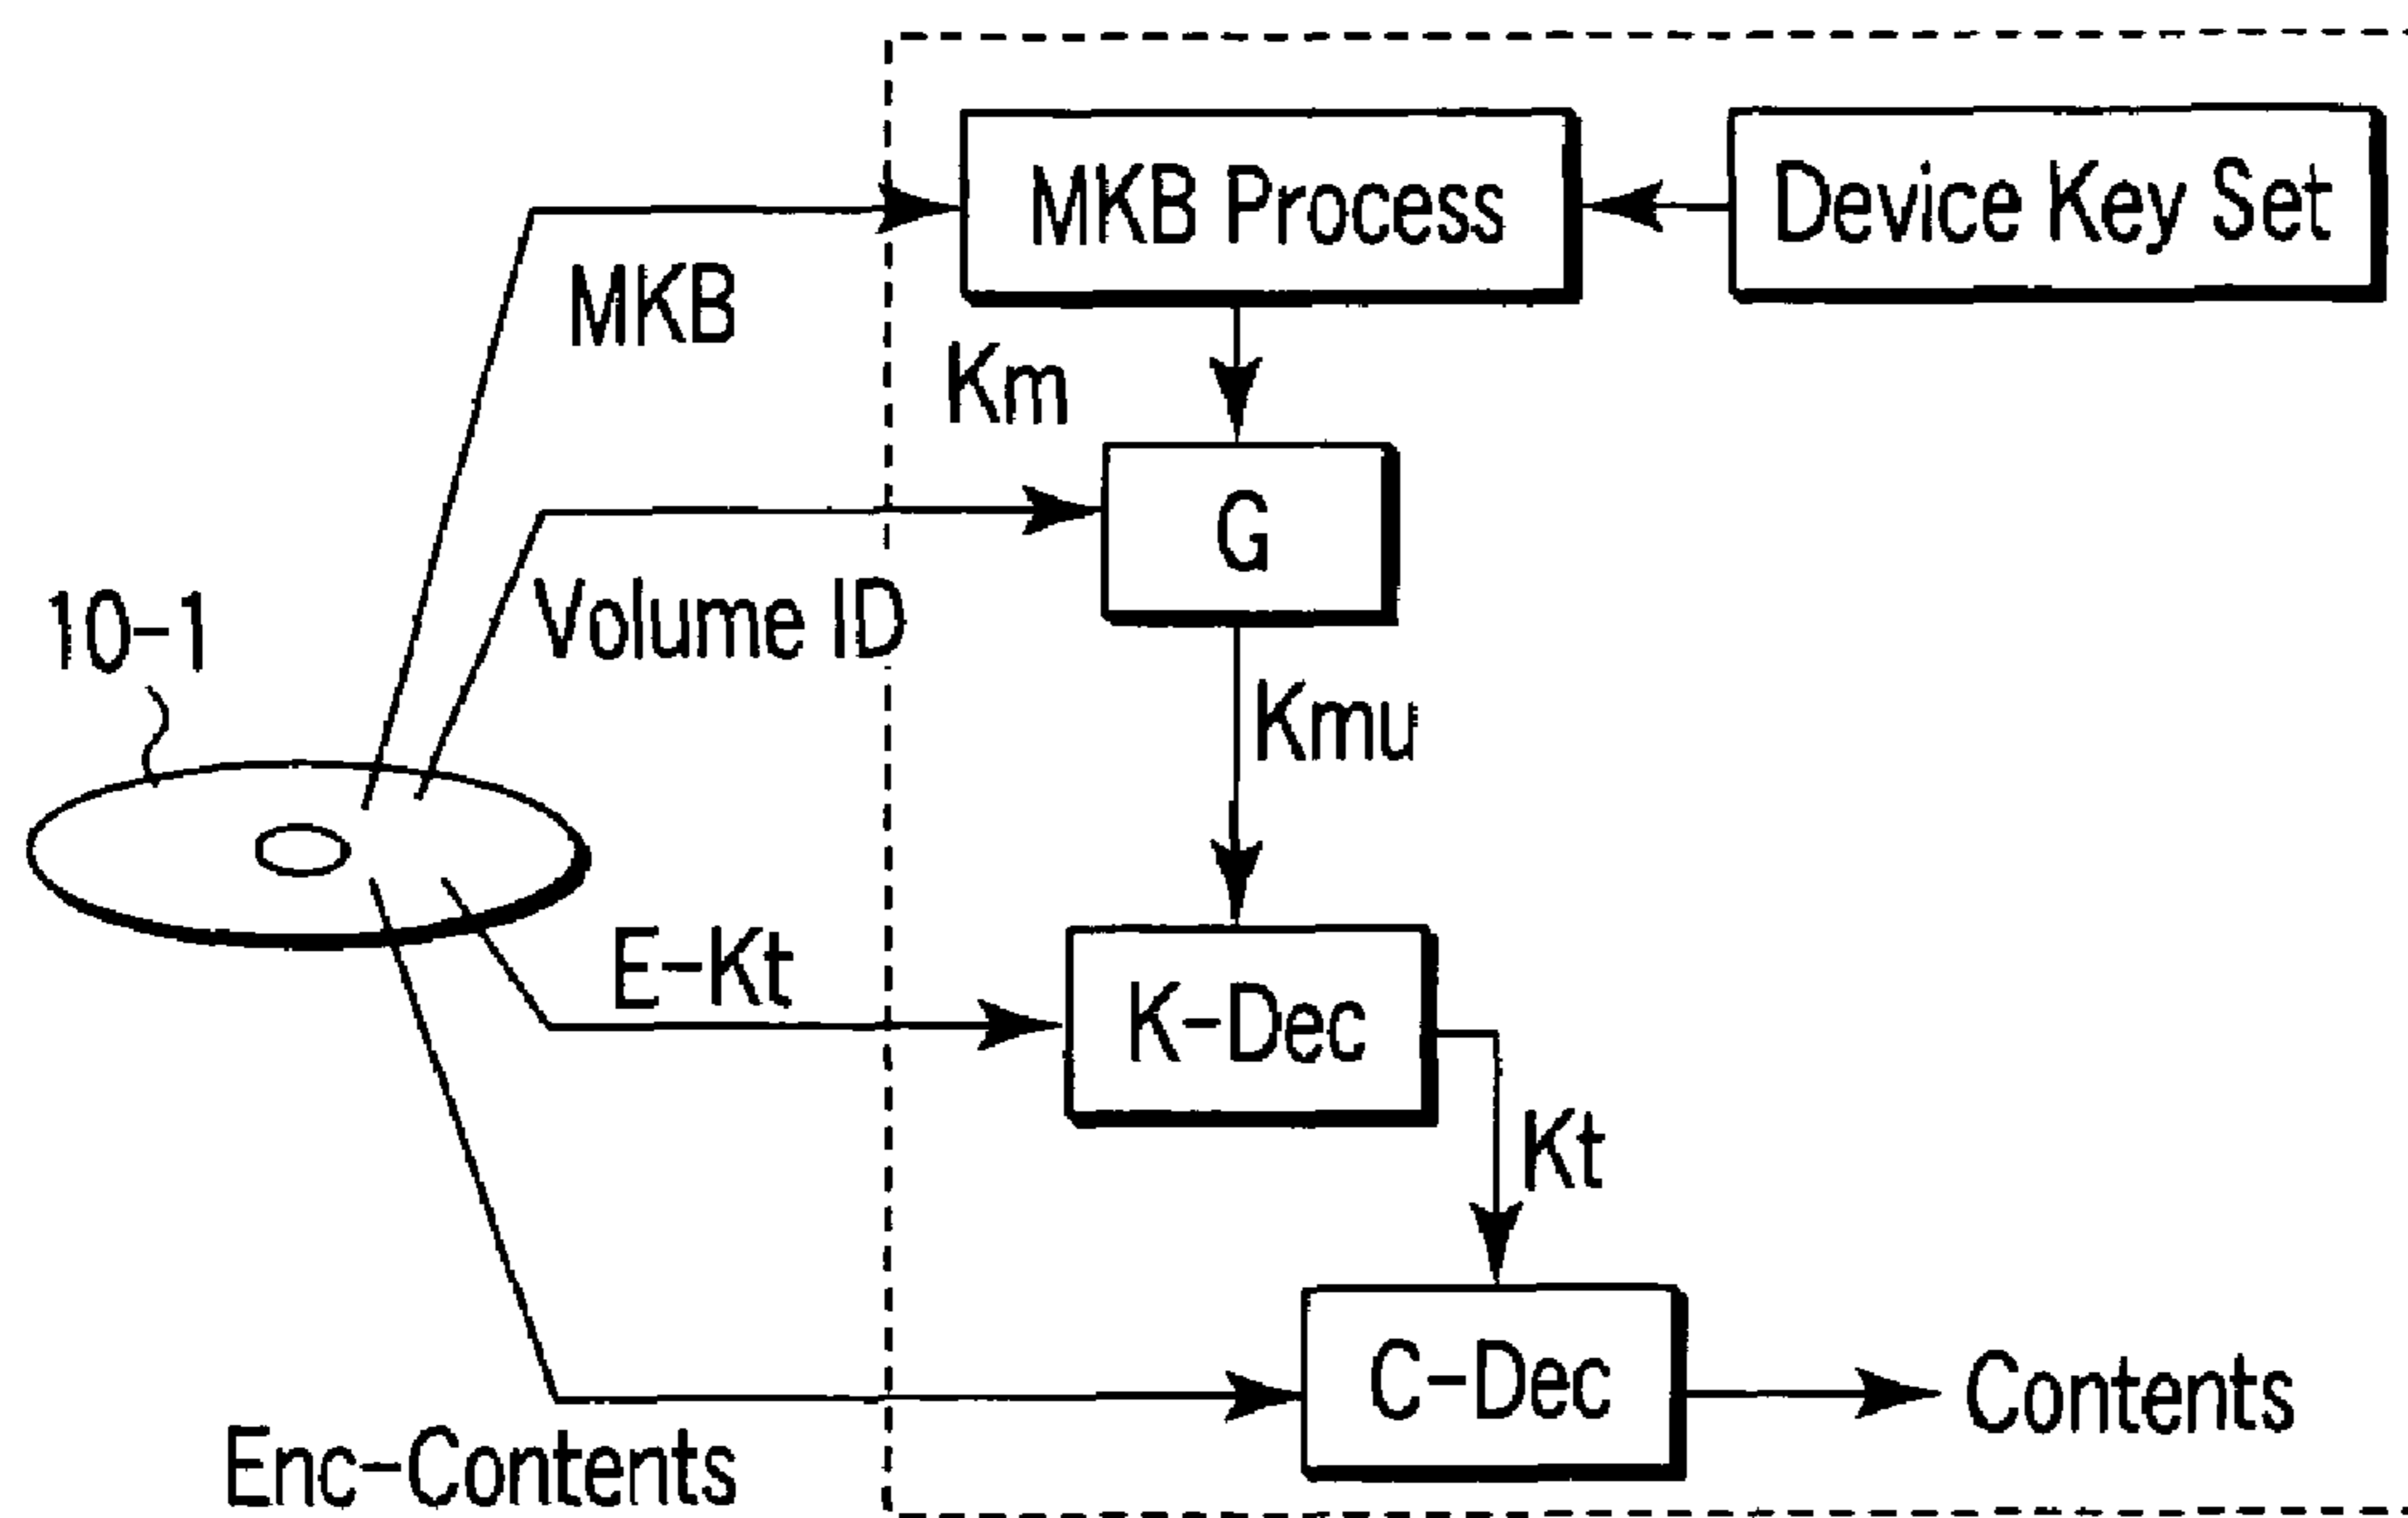 MKB Process
Device Key Set
MKB
Km
G
Volume ID
10-1
Kmu
E-Kt
K-Dec
Kt
C-Dec
Contents
Enc-Contents